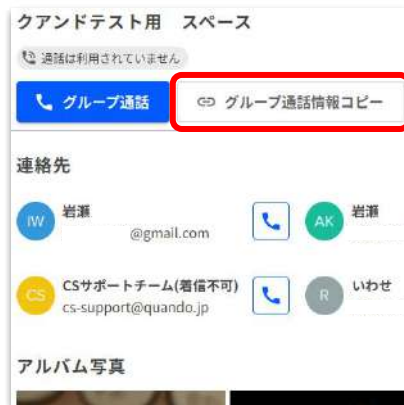 クアンドテスト用　スペース
通話は利用されていません
グループ通話
グループ通話情報コピー
連絡先
IW
岩瀬
@gmail.com
AK
岩瀬
CS
CSサポートチーム(着信不可)
cs-support@quando.jp
R
いわせ
アルバム写真